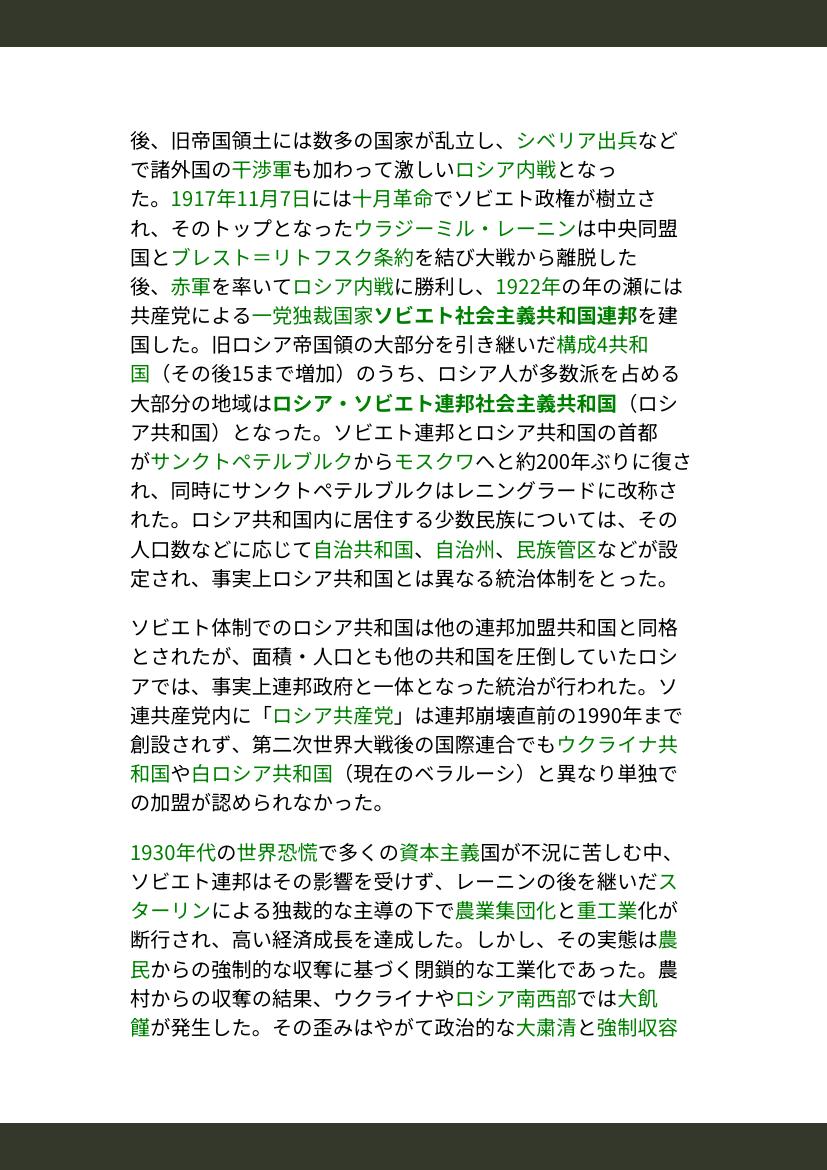 後、旧帝国領土には数多の国家が乱立し、シベリア出兵など
で諸外国の干渉軍も加わって激しいロシア内戦となっ
た。1917年11月7日には十月革命でソビエト政権が樹立さ
れ、そのトップとなったウラジーミル・レーニンは中央同盟
国とブレスト＝リトフスク条約を結び大戦から離脱した
後、赤軍を率いてロシア内戦に勝利し、1922年の年の瀬には
共産党による一党独裁国家ソビエト社会主義共和国連邦を建
国した。旧ロシア帝国領の大部分を引き継いだ構成4共和
国（その後15まで増加）のうち、ロシア人が多数派を占める
大部分の地域はロシア・ソビエト連邦社会主義共和国（ロシ
ア共和国）となった。ソビエト連邦とロシア共和国の首都
がサンクトペテルブルクからモスクワへと約200年ぶりに復さ
れ、同時にサンクトペテルブルクはレニングラードに改称さ
れた。ロシア共和国内に居住する少数民族については、その
人口数などに応じて自治共和国、自治州、民族管区などが設
定され、事実上ロシア共和国とは異なる統治体制をとった。
ソビエト体制でのロシア共和国は他の連邦加盟共和国と同格
とされたが、面積・人口とも他の共和国を圧倒していたロシ
アでは、事実上連邦政府と一体となった統治が行われた。ソ
連共産党内に「ロシア共産党」は連邦崩壊直前の1990年まで
創設されず、第二次世界大戦後の国際連合でもウクライナ共
和国や白ロシア共和国（現在のベラルーシ）と異なり単独で
の加盟が認められなかった。
1930年代の世界恐慌で多くの資本主義国が不況に苦しむ中、
ソビエト連邦はその影響を受けず、レーニンの後を継いだス
ターリンによる独裁的な主導の下で農業集団化と重工業化が
断行され、高い経済成長を達成した。しかし、その実態は農
民からの強制的な収奪に基づく閉鎖的な工業化であった。農
村からの収奪の結果、ウクライナやロシア南西部では大飢
饉が発生した。その歪みはやがて政治的な大粛清と強制収容